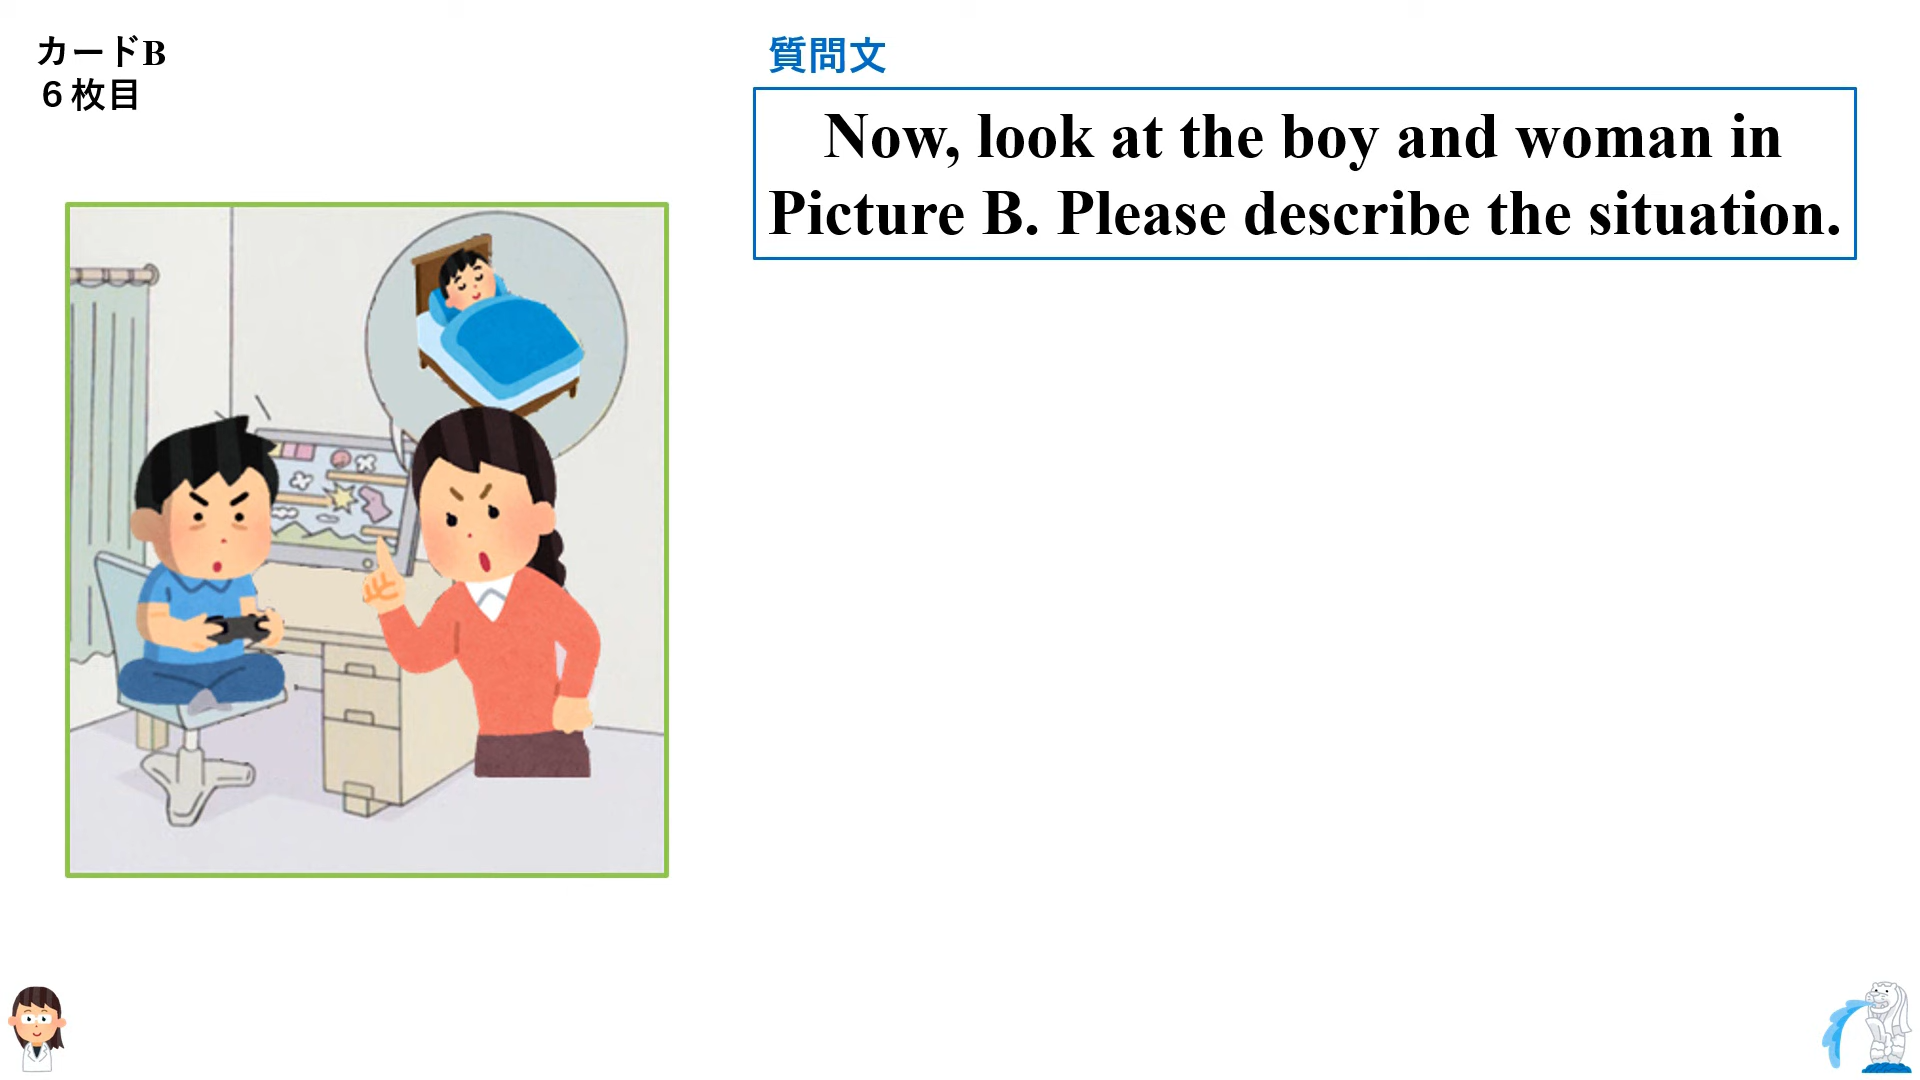 カードB
６枚目
質問文
Now, look at the boy and woman in
Picture B. Please describe the situation.